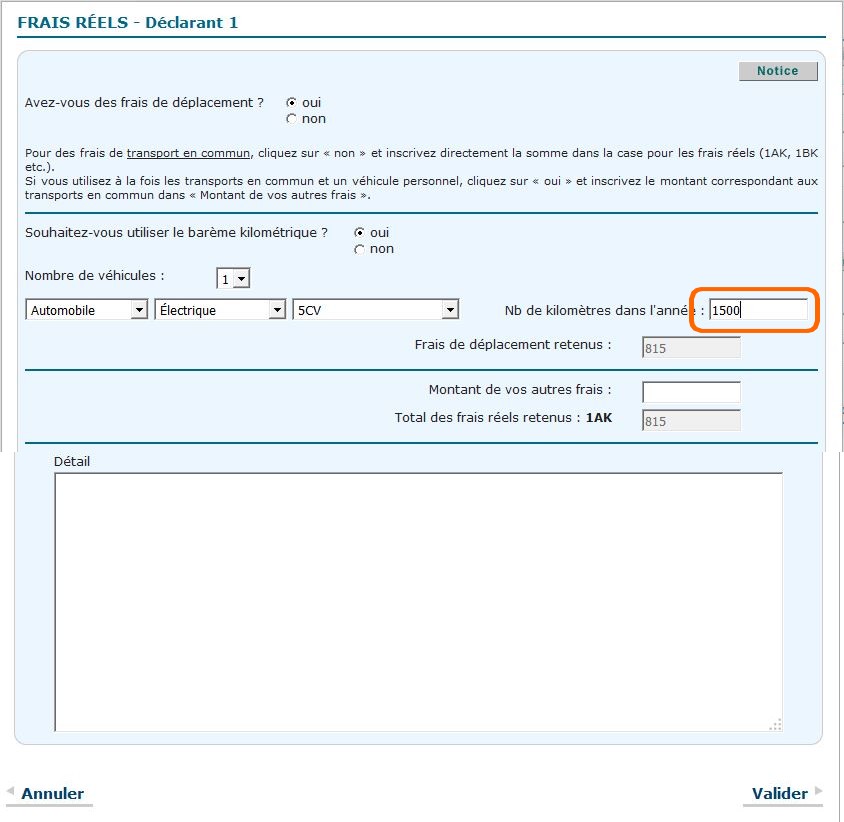 FRAIS RÉELS - Déclarant 1
Notice
Avez-vous des frais de déplacement ? oui
non
Pour des frais de transport en commun, cliquez sur « non » et inscrivez directement la somme dans la case pour les frais réels (1AK, 1BK
etc.).
Si vous utilisez à la fois les transports en commun et un véhicule personnel, cliquez sur « oui » et inscrivez le montant correspondant aux
transports en commun dans « Montant de vos autres frais ».
Souhaitez-vous utiliser le barème kilométrique ? oui
non
Nombre de véhicules : 1
Automobile Électrique 5CV Nb de kilomètres dans l'année : 1500
Frais de déplacement retenus : 815
Montant de vos autres frais :
Total des frais réels retenus : 1AK 815
Détail
Annuler Valider